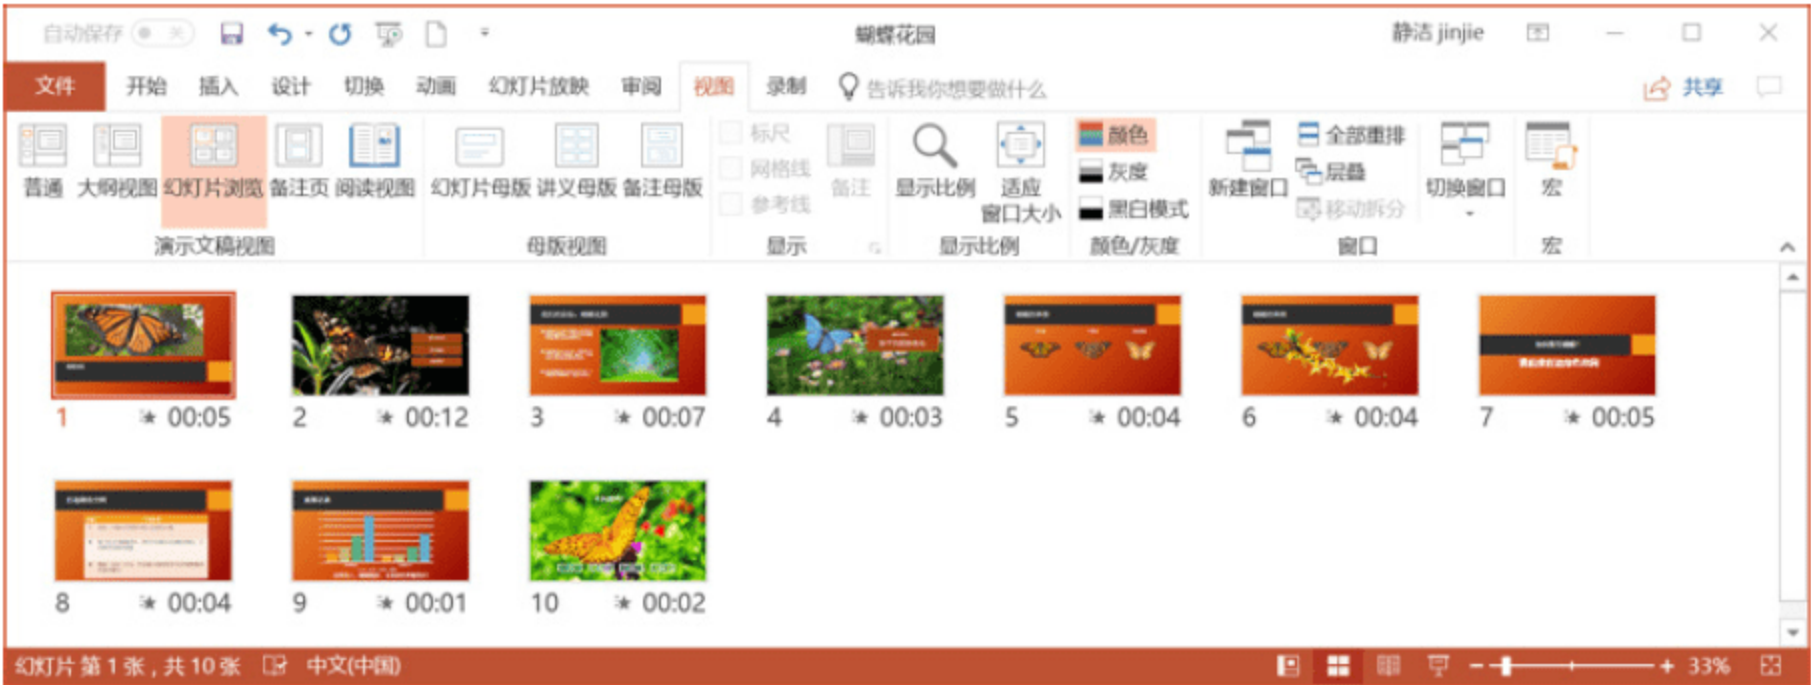 自动保存
蝴蝶花园
静洁 jinjie
文件 开始 插入 设计 切换 动画 幻灯片放映 审阅 视图 录制 告诉我你想要做什么 共享
普通 大纲视图 幻灯片浏览 备注页 阅读视图
演示文稿视图
幻灯片母版 讲义母版 备注母版
母版视图
标尺
网格线
参考线
备注
显示
显示比例 适应
窗口大小
显示比例
颜色
灰度
黑白模式
颜色/灰度
新建窗口
全部重排
层叠
移动拆分
切换窗口
窗口
宏
宏
1 00:05 2 00:12 3 00:07 4 00:03 5 00:04 6 00:04 7 00:05
8 00:04 9 00:01 10 00:02
幻灯片 第 1 张，共 10 张 中文(中国) 33%